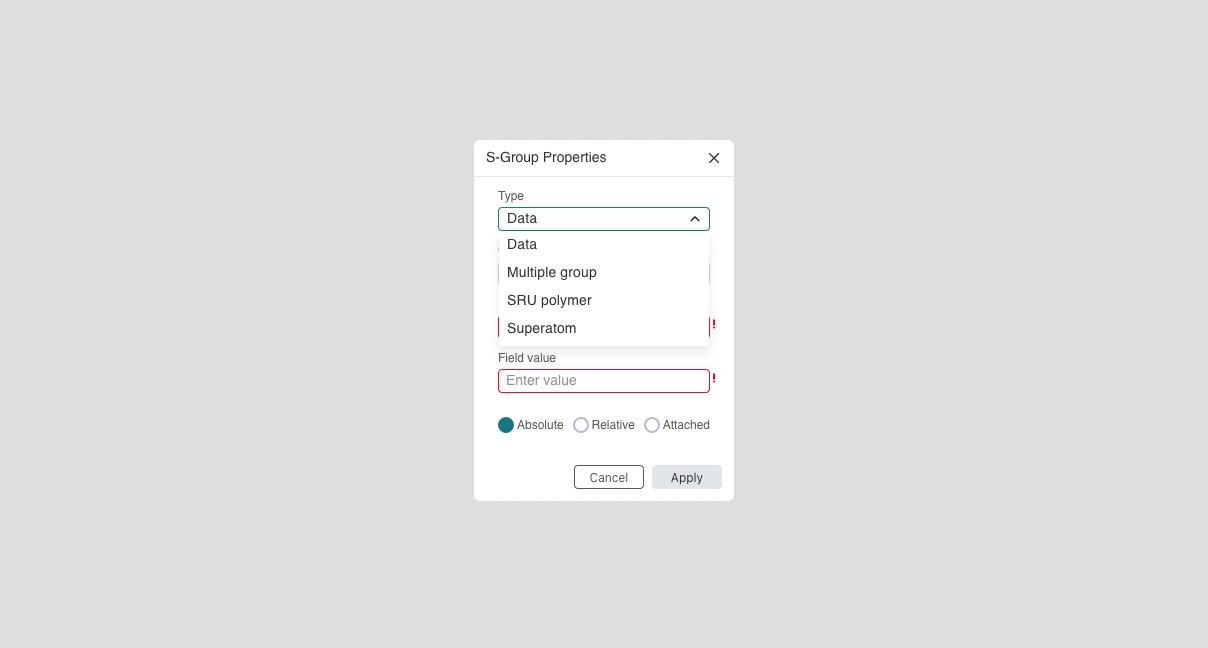 S-Group Properties
Type
Data
Data
Multiple group
SRU polymer
Superatom
!
Field value
Enter value
!
Absolute Relative Attached
Cancel Apply